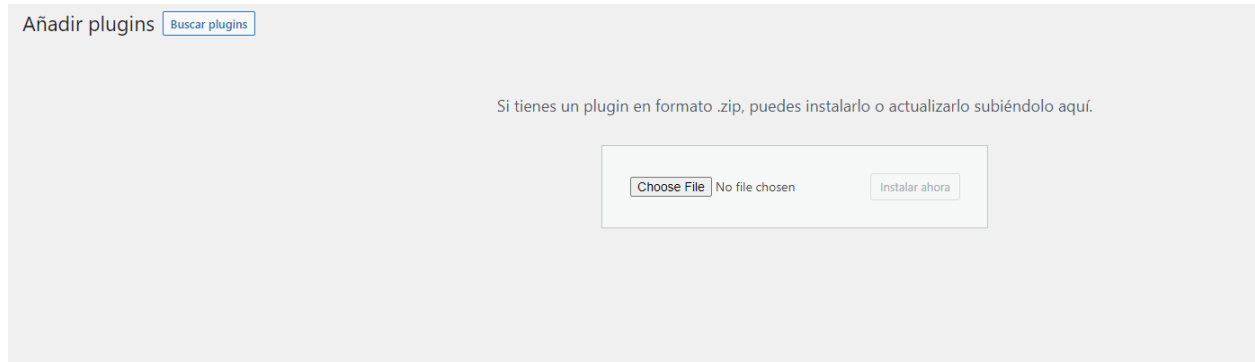 Añadir plugins Buscar plugins
Si tienes un plugin en formato .zip, puedes instalarlo o actualizarlo subiéndolo aquí.
Choose File No file chosen Instalar ahora